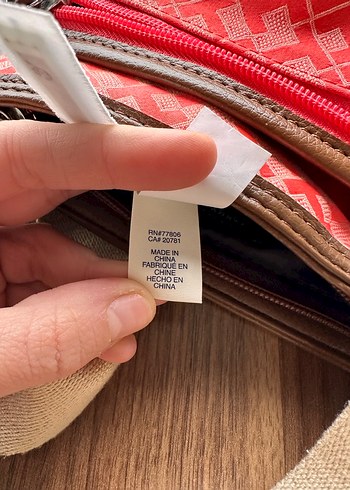 RN#77806
CA# 20781
MADE IN
CHINA
FABRIQUÉ EN
CHINE
HECHO EN
CHINA